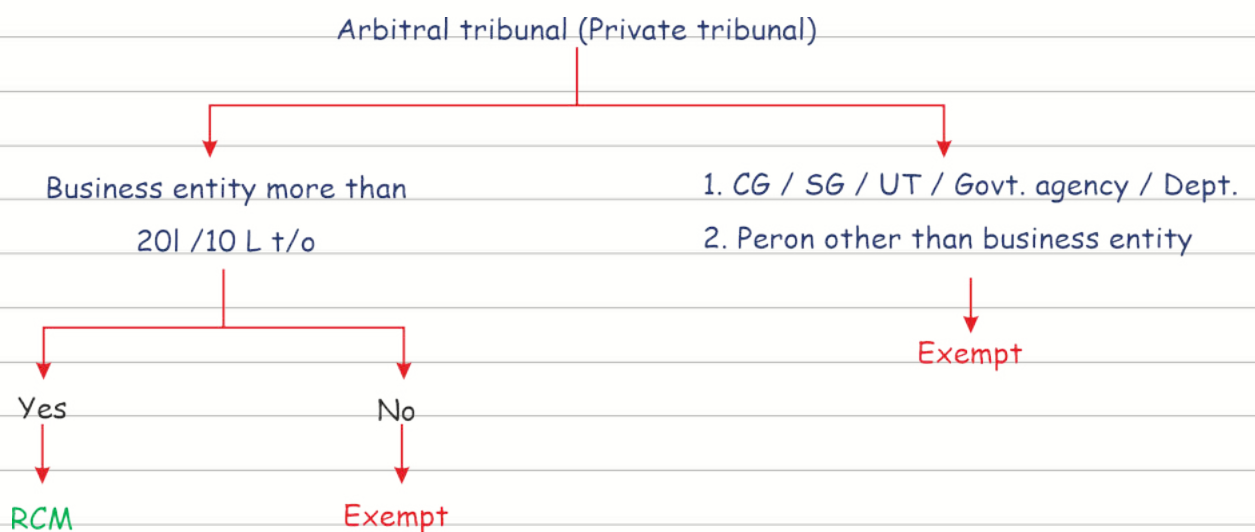 Arbitral tribunal (Private tribunal)
Business entity more than
20l /10 L t/o
1. CG / SG / UT / Govt. agency / Dept.
2. Peron other than business entity
Exempt
Yes
No
RCM
Exempt